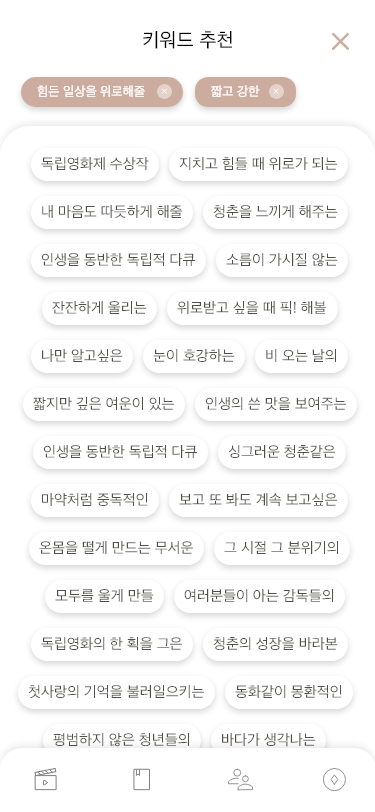 키워드 추천
힘든 일상을 위로해줄 짧고 강한
독립영화제 수상작 지치고 힘들 때 위로가 되는
내 마음도 따듯하게 해줄 청춘을 느끼게 해주는
인생을 동반한 독립적 다큐 소름이 가시질 않는
잔잔하게 울리는 위로받고 싶을 때 픽! 해볼
나만 알고싶은 눈이 호강하는 비 오는 날의
짧지만 깊은 여운이 있는 인생의 쓴 맛을 보여주는
인생을 동반한 독립적 다큐 싱그러운 청춘같은
마약처럼 중독적인 보고 또 봐도 계속 보고싶은
온몸을 떨게 만드는 무서운 그 시절 그 분위기의
모두를 울게 만들 여러분들이 아는 감독들의
독립영화의 한 획을 그은 청춘의 성장을 바라본
첫사랑의 기억을 불러일으키는 동화같이 몽환적인
평범하지 않은 청년들의 바다가 생각나는